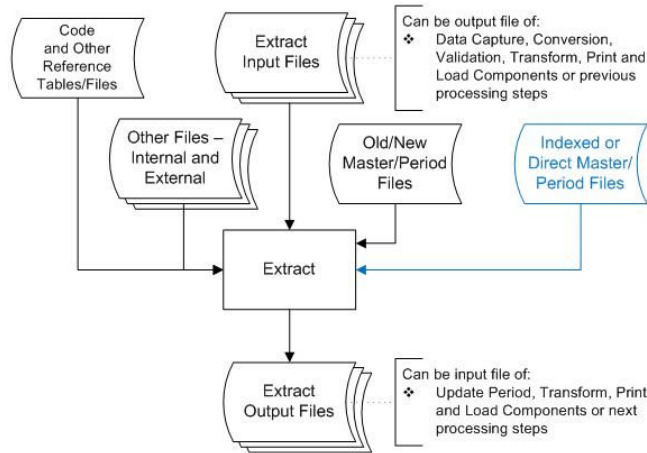 Code
and Other
Reference
Tables/Files
Extract
Input Files
Can be output file of:
❖ Data Capture, Conversion,
Validation, Transform, Print and
Load Components or previous
processing steps
Other Files –
Internal and
External
Old/New
Master/Period
Files
Indexed or
Direct Master/
Period Files
Extract
Extract
Output Files
Can be input file of:
❖ Update Period, Transform, Print
and Load Components or next
processing steps